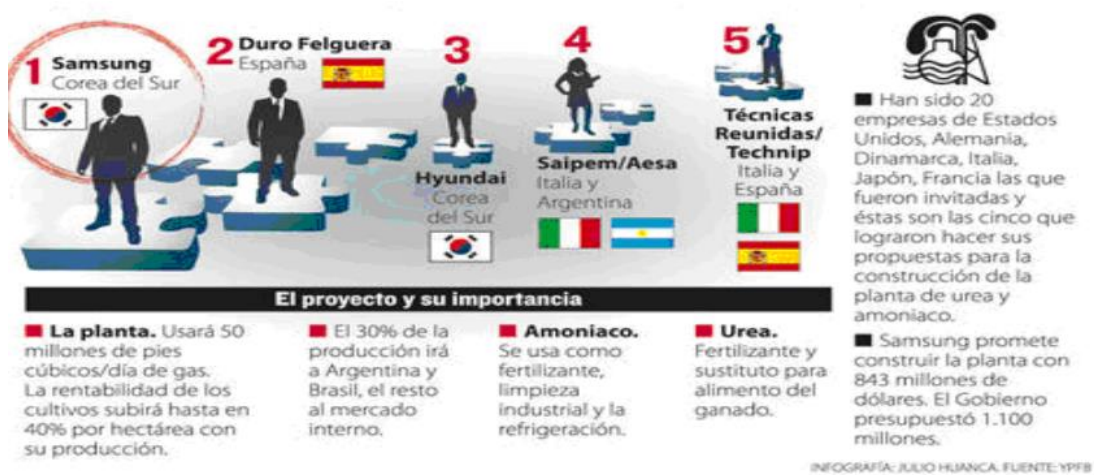 1 Samsung
Corea del Sur
2 Duro Felguera
España
3
Hyundai
Corea
del Sur
4
Saipem/Aesa
Italia y
Argentina
5
Técnicas
Reunidas/
Technip
Italia y
España
■ Han sido 20
empresas de Estados
Unidos, Alemania,
Dinamarca, Italia,
Japón, Francia las que
fueron invitadas y
éstas son las cinco que
lograron hacer sus
propuestas para la
construcción de la
planta de urea y
amoniaco.
■ Samsung promete
construir la planta con
843 millones de
dólares. El Gobierno
presupuestó 1.100
millones.
El proyecto y su importancia
■ La planta. Usará 50
millones de pies
cúbicos/día de gas.
La rentabilidad de los
cultivos subirá hasta en
40% por hectárea con
su producción.
■ El 30% de la
producción irá
a Argentina y
Brasil, el resto
al mercado
interno.
■ Amoniaco.
Se usa como
fertilizante,
limpieza
industrial y la
refrigeración.
■ Urea.
Fertilizante y
sustituto para
alimento del
ganado.
INFOGRAFÍA: JULIO HUANCA. FUENTE: YPFB